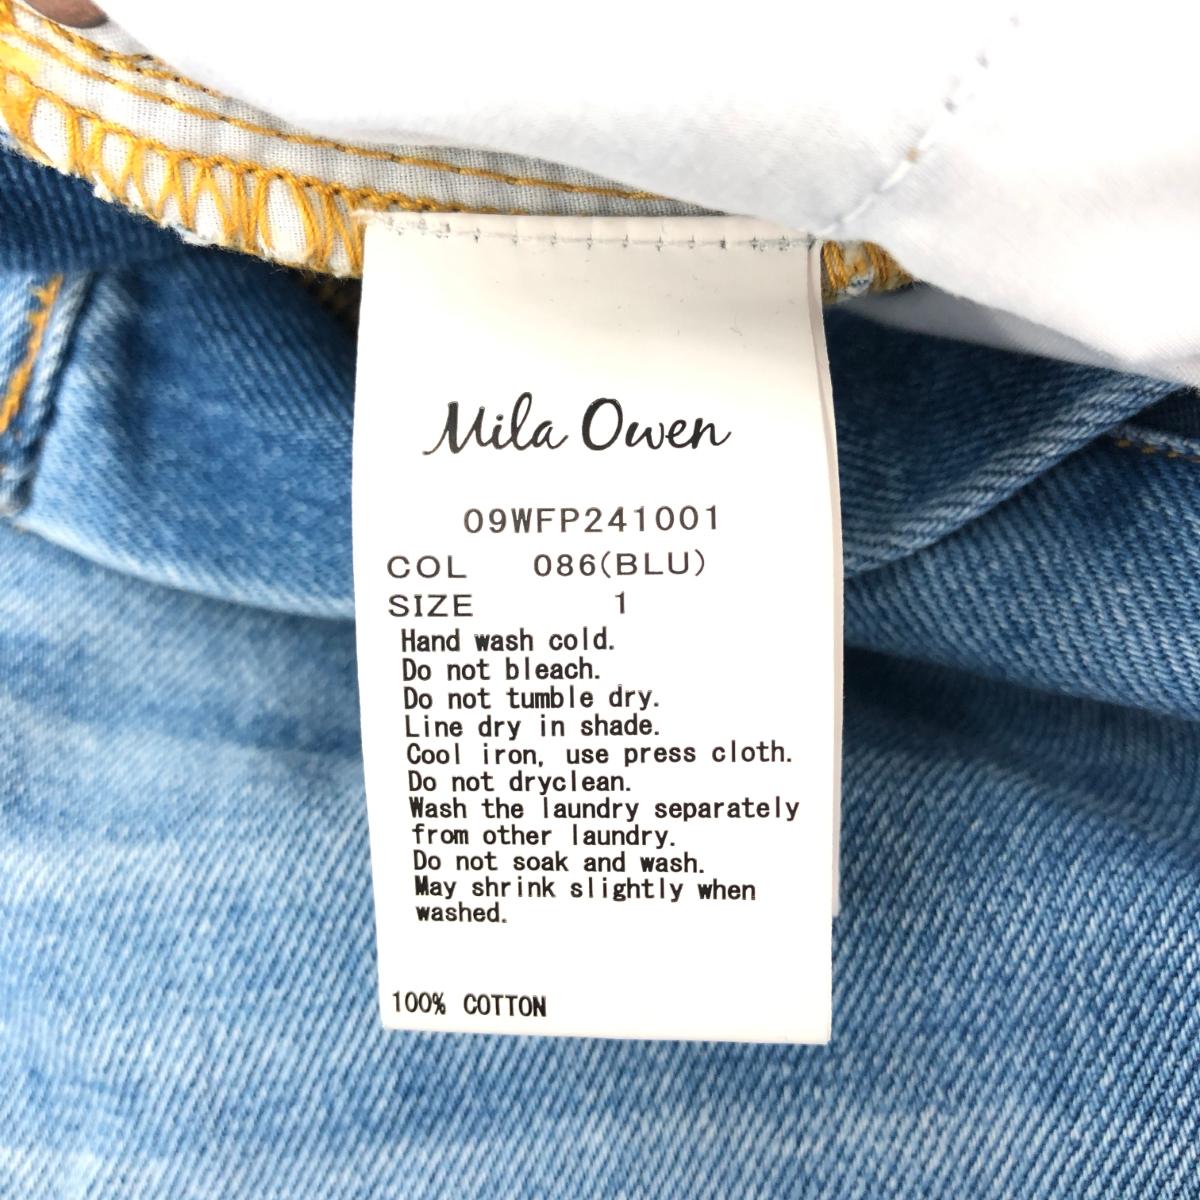 Mila Owen
09WFP241001
COL 086(BLU)
SIZE 1
Hand wash cold.
Do not bleach.
Do not tumble dry.
Line dry in shade.
Cool iron, use press cloth.
Do not dryclean.
Wash the laundry separately
from other laundry.
Do not soak and wash.
May shrink slightly when
washed.
100% COTTON